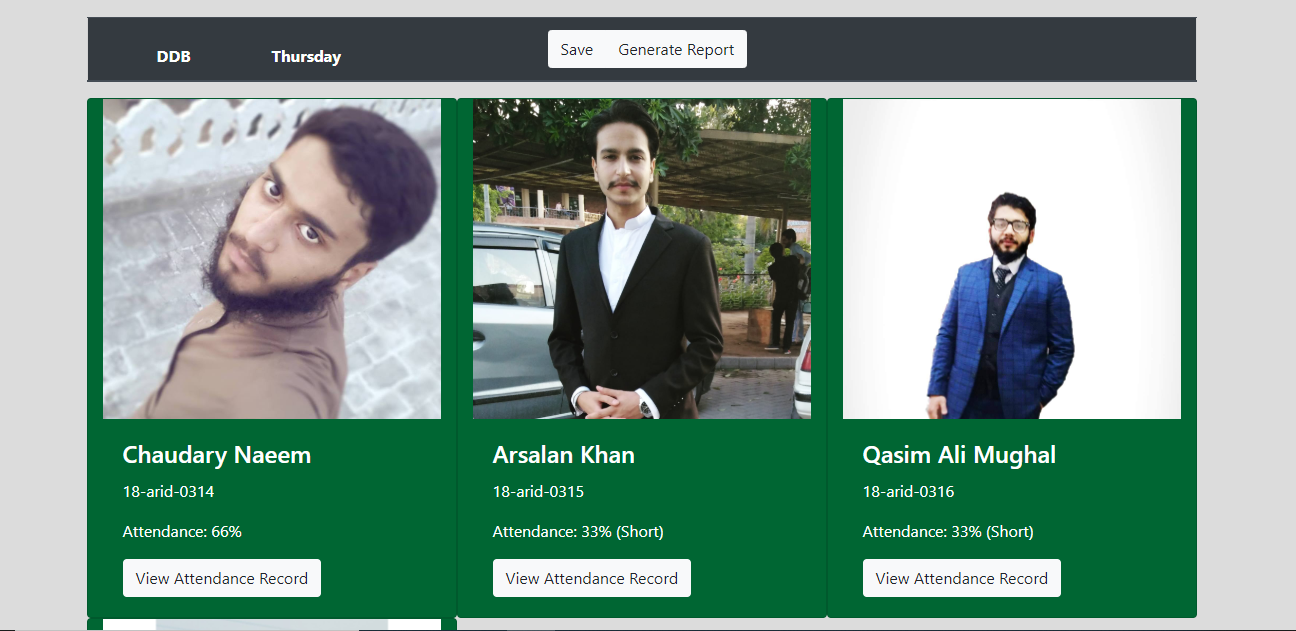 DDB Thursday Save Generate Report
Chaudary Naeem
18-arid-0314
Attendance: 66%
View Attendance Record
Arsalan Khan
18-arid-0315
Attendance: 33% (Short)
View Attendance Record
Qasim Ali Mughal
18-arid-0316
Attendance: 33% (Short)
View Attendance Record